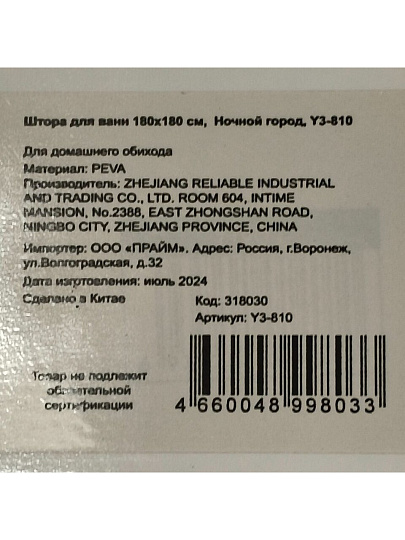 Штора для ванн 180x180 см, Ночной город, Y3-810
Для домашнего обихода
Материал: PEVA
Производитель: ZHEJIANG RELIABLE INDUSTRIAL
AND TRADING CO., LTD. ROOM 604, INTIME
MANSION, No.2388, EAST ZHONGSHAN ROAD,
NINGBO CITY, ZHEJIANG PROVINCE, CHINA
Импортер: ООО «ПРАЙМ». Адрес: Россия, г.Воронеж,
ул.Волгоградская, д.32
Дата изготовления: июль 2024
Сделано в Китае
Код: 318030
Артикул: Y3-810
Товар не подлежит
обязательной
сертификации
4 660048 998033